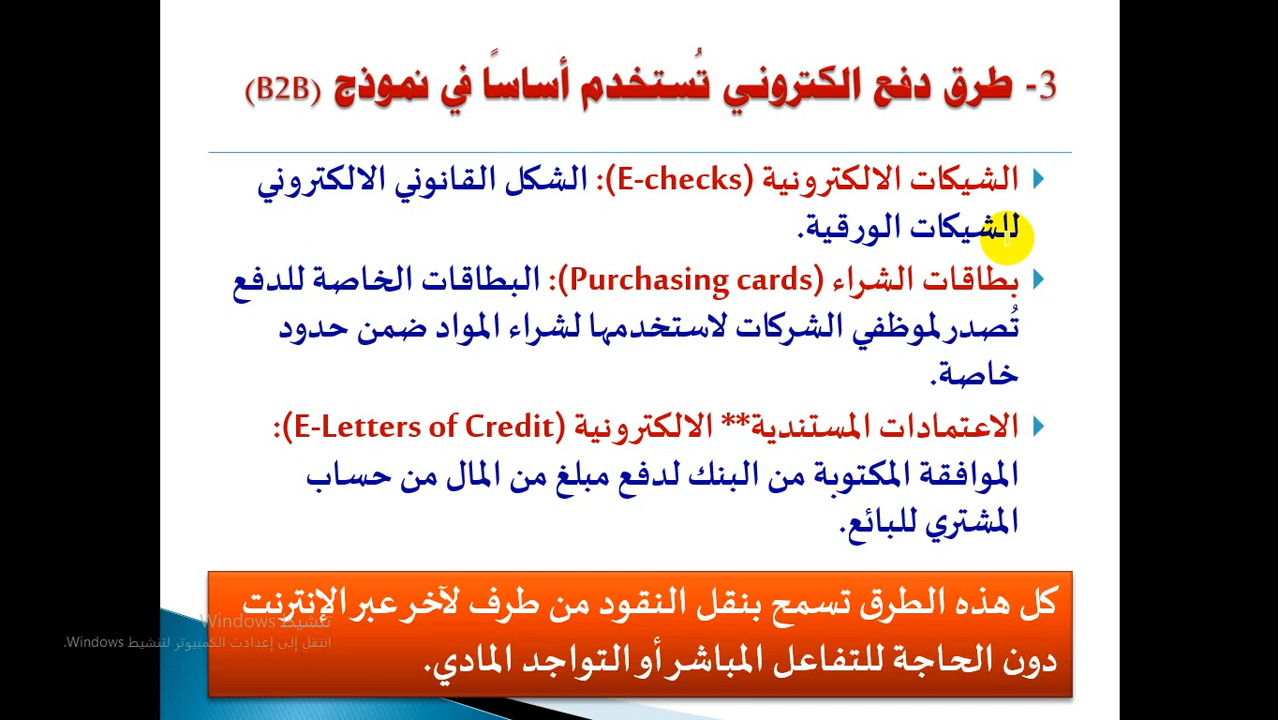 3- طرق دفع الكتروني تُستخدم أساسًا في نموذج (B2B)
الشيكات الالكترونية (E-checks): الشكل القانوني الالكتروني
للشيكات الورقية.
بطاقات الشراء (Purchasing cards): البطاقات الخاصة للدفع
تُصدر لموظفي الشركات لاستخدمها لشراء المواد ضمن حدود
خاصة.
الاعتمادات المستندية** الالكترونية (E-Letters of Credit):
الموافقة المكتوبة من البنك لدفع مبلغ من المال من حساب
المشتري للبائع.
كل هذه الطرق تسمح بنقل النقود من طرف لآخر عبر الإنترنت
دون الحاجة للتفاعل المباشر أو التواجد المادي.
تنشيط Windows
انتقل إلى إعدادت الكمبيوتر لتنشيط Windows.